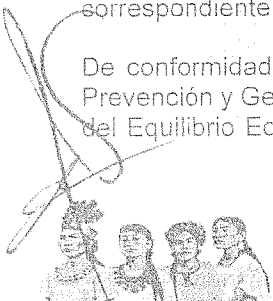 correspondiente
De conformidad
Prevención y Ge
del Equilibrio Ec